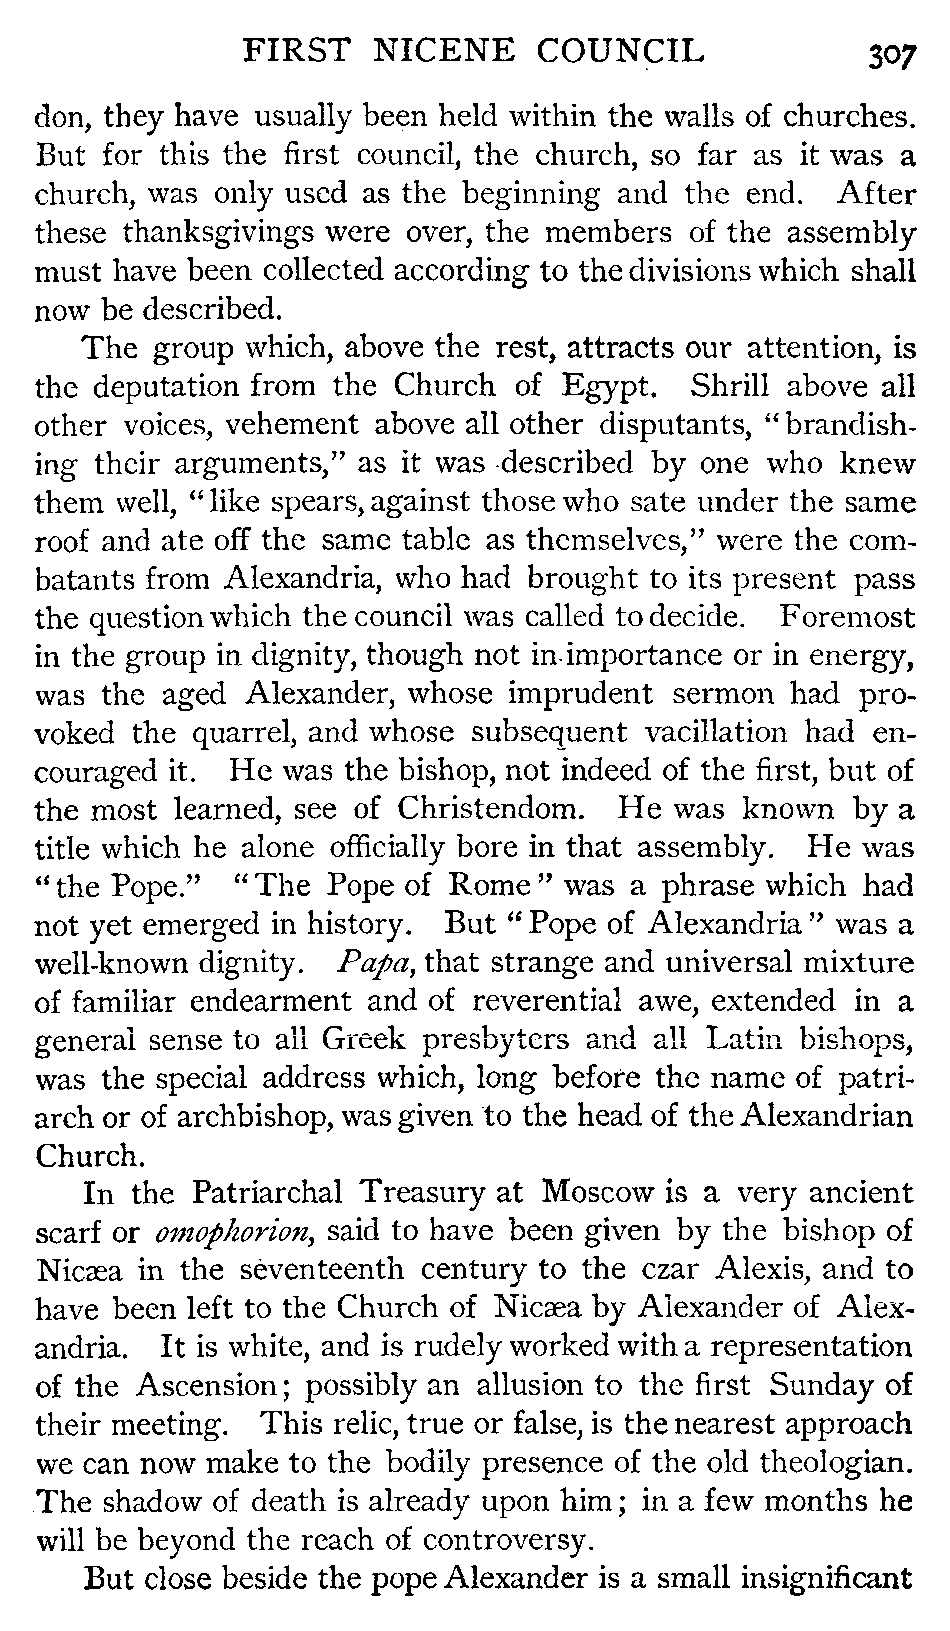 FIRST NICENE COUNCIL 307
don, they have usually been held within the walls of churches.
But for this the first council, the church, so far as it was a
church, was only used as the beginning and the end. After
these thanksgivings were over, the members of the assembly
must have been collected according to the divisions which shall
now be described.
The group which, above the rest, attracts our attention, is
the deputation from the Church of Egypt. Shrill above all
other voices, vehement above all other disputants, "brandish-
ing their arguments," as it was described by one who knew
them well, "like spears, against those who sate under the same
roof and ate off the same table as themselves," were the com-
batants from Alexandria, who had brought to its present pass
the question which the council was called to decide. Foremost
in the group in dignity, though not in importance or in energy,
was the aged Alexander, whose imprudent sermon had pro-
voked the quarrel, and whose subsequent vacillation had en-
couraged it. He was the bishop, not indeed of the first, but of
the most learned, see of Christendom. He was known by a
title which he alone officially bore in that assembly. He was
"the Pope." "The Pope of Rome" was a phrase which had
not yet emerged in history. But "Pope of Alexandria" was a
well-known dignity. Papa, that strange and universal mixture
of familiar endearment and of reverential awe, extended in a
general sense to all Greek presbyters and all Latin bishops,
was the special address which, long before the name of patri-
arch or of archbishop, was given to the head of the Alexandrian
Church.
In the Patriarchal Treasury at Moscow is a very ancient
scarf or omophorion, said to have been given by the bishop of
Nicæa in the seventeenth century to the czar Alexis, and to
have been left to the Church of Nicæa by Alexander of Alex-
andria. It is white, and is rudely worked with a representation
of the Ascension; possibly an allusion to the first Sunday of
their meeting. This relic, true or false, is the nearest approach
we can now make to the bodily presence of the old theologian.
The shadow of death is already upon him; in a few months he
will be beyond the reach of controversy.
But close beside the pope Alexander is a small insignificant